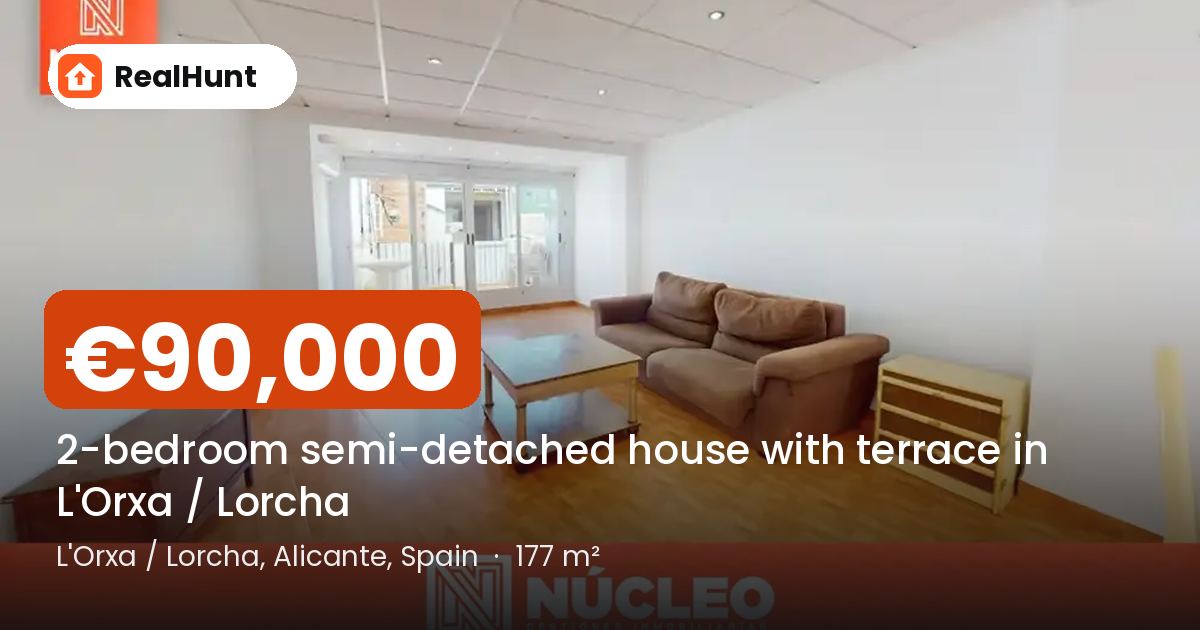 RealHunt
€90,000
2-bedroom semi-detached house with terrace in
L'Orxa / Lorcha
L'Orxa / Lorcha, Alicante, Spain · 177 m²
NÚCLEO